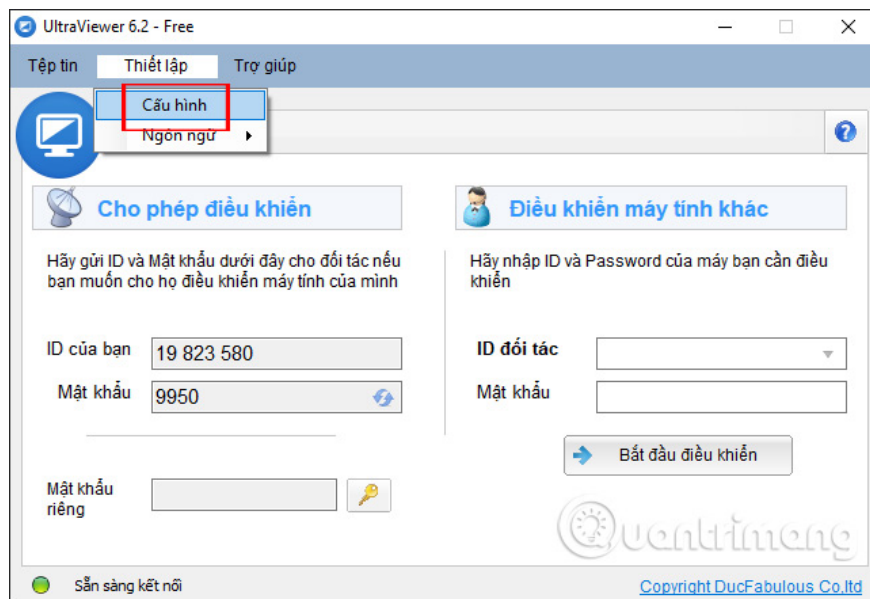 UltraViewer 6.2 - Free
Tệp tin Thiết lập Trợ giúp
Cấu hình
Ngôn ngữ
Cho phép điều khiển
Hãy gửi ID và Mật khẩu dưới đây cho đối tác nếu
bạn muốn cho họ điều khiển máy tính của mình
ID của bạn 19 823 580
Mật khẩu 9950
Mật khẩu
riêng
Điều khiển máy tính khác
Hãy nhập ID và Password của máy bạn cần điều
khiển
ID đối tác
Mật khẩu
Bắt đầu điều khiển
Quantrimang
Sẵn sàng kết nối
Copyright DucFabulous Co,ltd